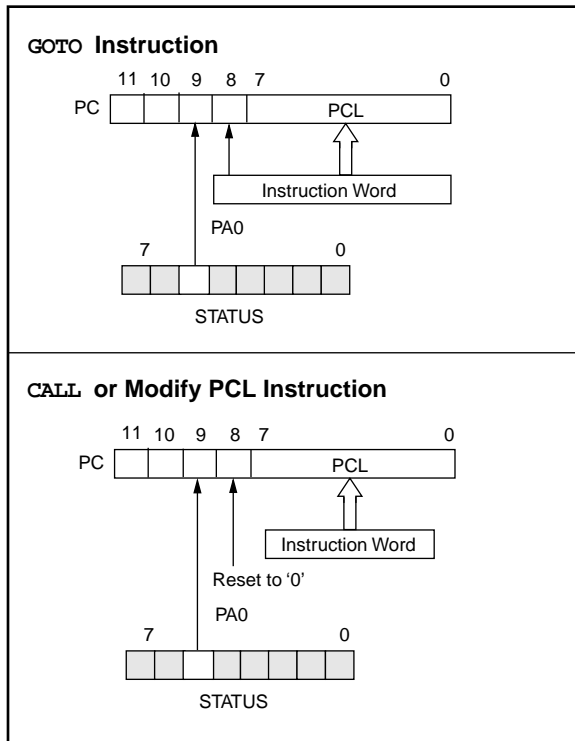 GOTO Instruction
11 10 9 8 7 0
PC PCL
Instruction Word
PA0
7 0
STATUS
CALL or Modify PCL Instruction
11 10 9 8 7 0
PC PCL
Instruction Word
Reset to ‘0’
PA0
7 0
STATUS